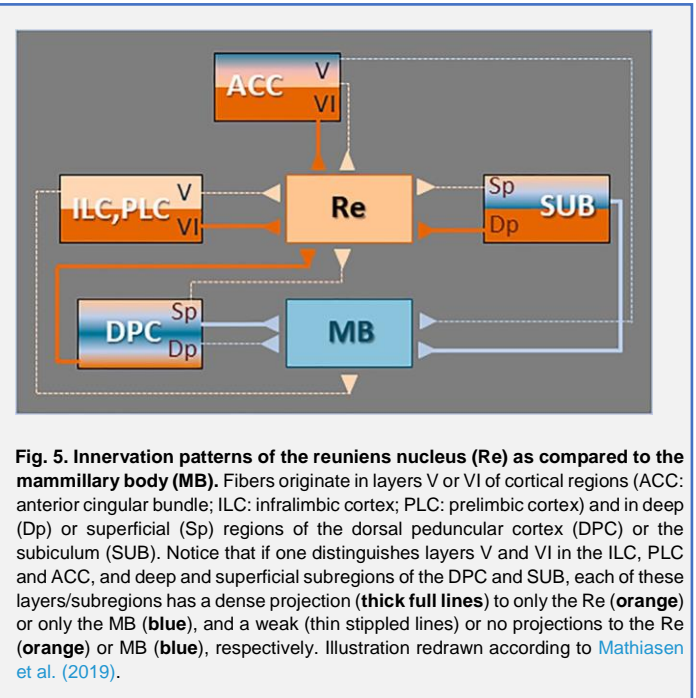 V
ACC
VI
ILC,PLC
V
VI
Re
Sp
SUB
Dp
DPC
Sp
Dp
MB
Fig. 5. Innervation patterns of the reuniens nucleus (Re) as compared to the
mammillary body (MB). Fibers originate in layers V or VI of cortical regions (ACC:
anterior cingular bundle; ILC: infralimbic cortex; PLC: prelimbic cortex) and in deep
(Dp) or superficial (Sp) regions of the dorsal peduncular cortex (DPC) or the
subiculum (SUB). Notice that if one distinguishes layers V and VI in the ILC, PLC
and ACC, and deep and superficial subregions of the DPC and SUB, each of these
layers/subregions has a dense projection (thick full lines) to only the Re (orange)
or only the MB (blue), and a weak (thin stippled lines) or no projections to the Re
(orange) or MB (blue), respectively. Illustration redrawn according to Mathiasen
et al. (2019).